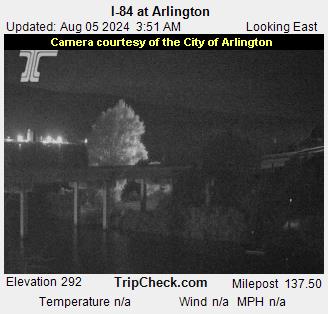 I-84 at Arlington
Updated: Aug 05 2024 3:51 AM Looking East
Camera courtesy of the City of Arlington
Elevation 292 TripCheck.com Milepost 137.50
Temperature n/a Wind n/a MPH n/a